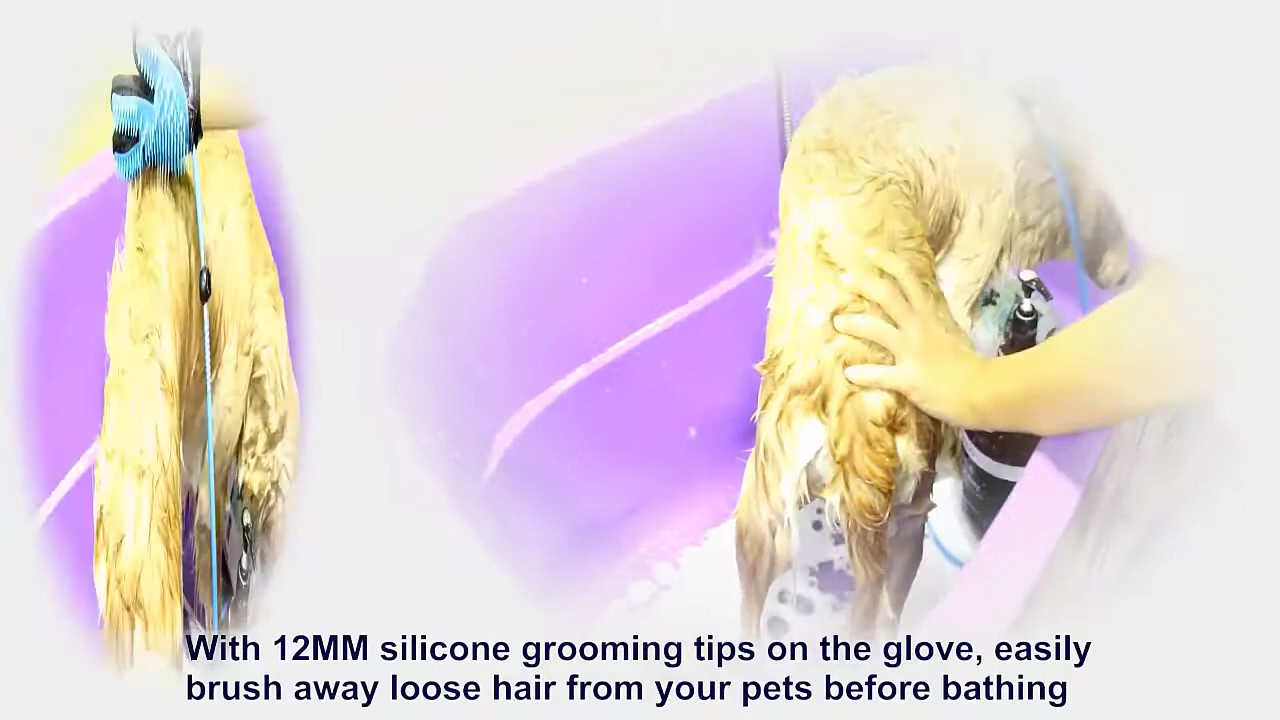 With 12MM silicone grooming tips on the glove, easily
brush away loose hair from your pets before bathing